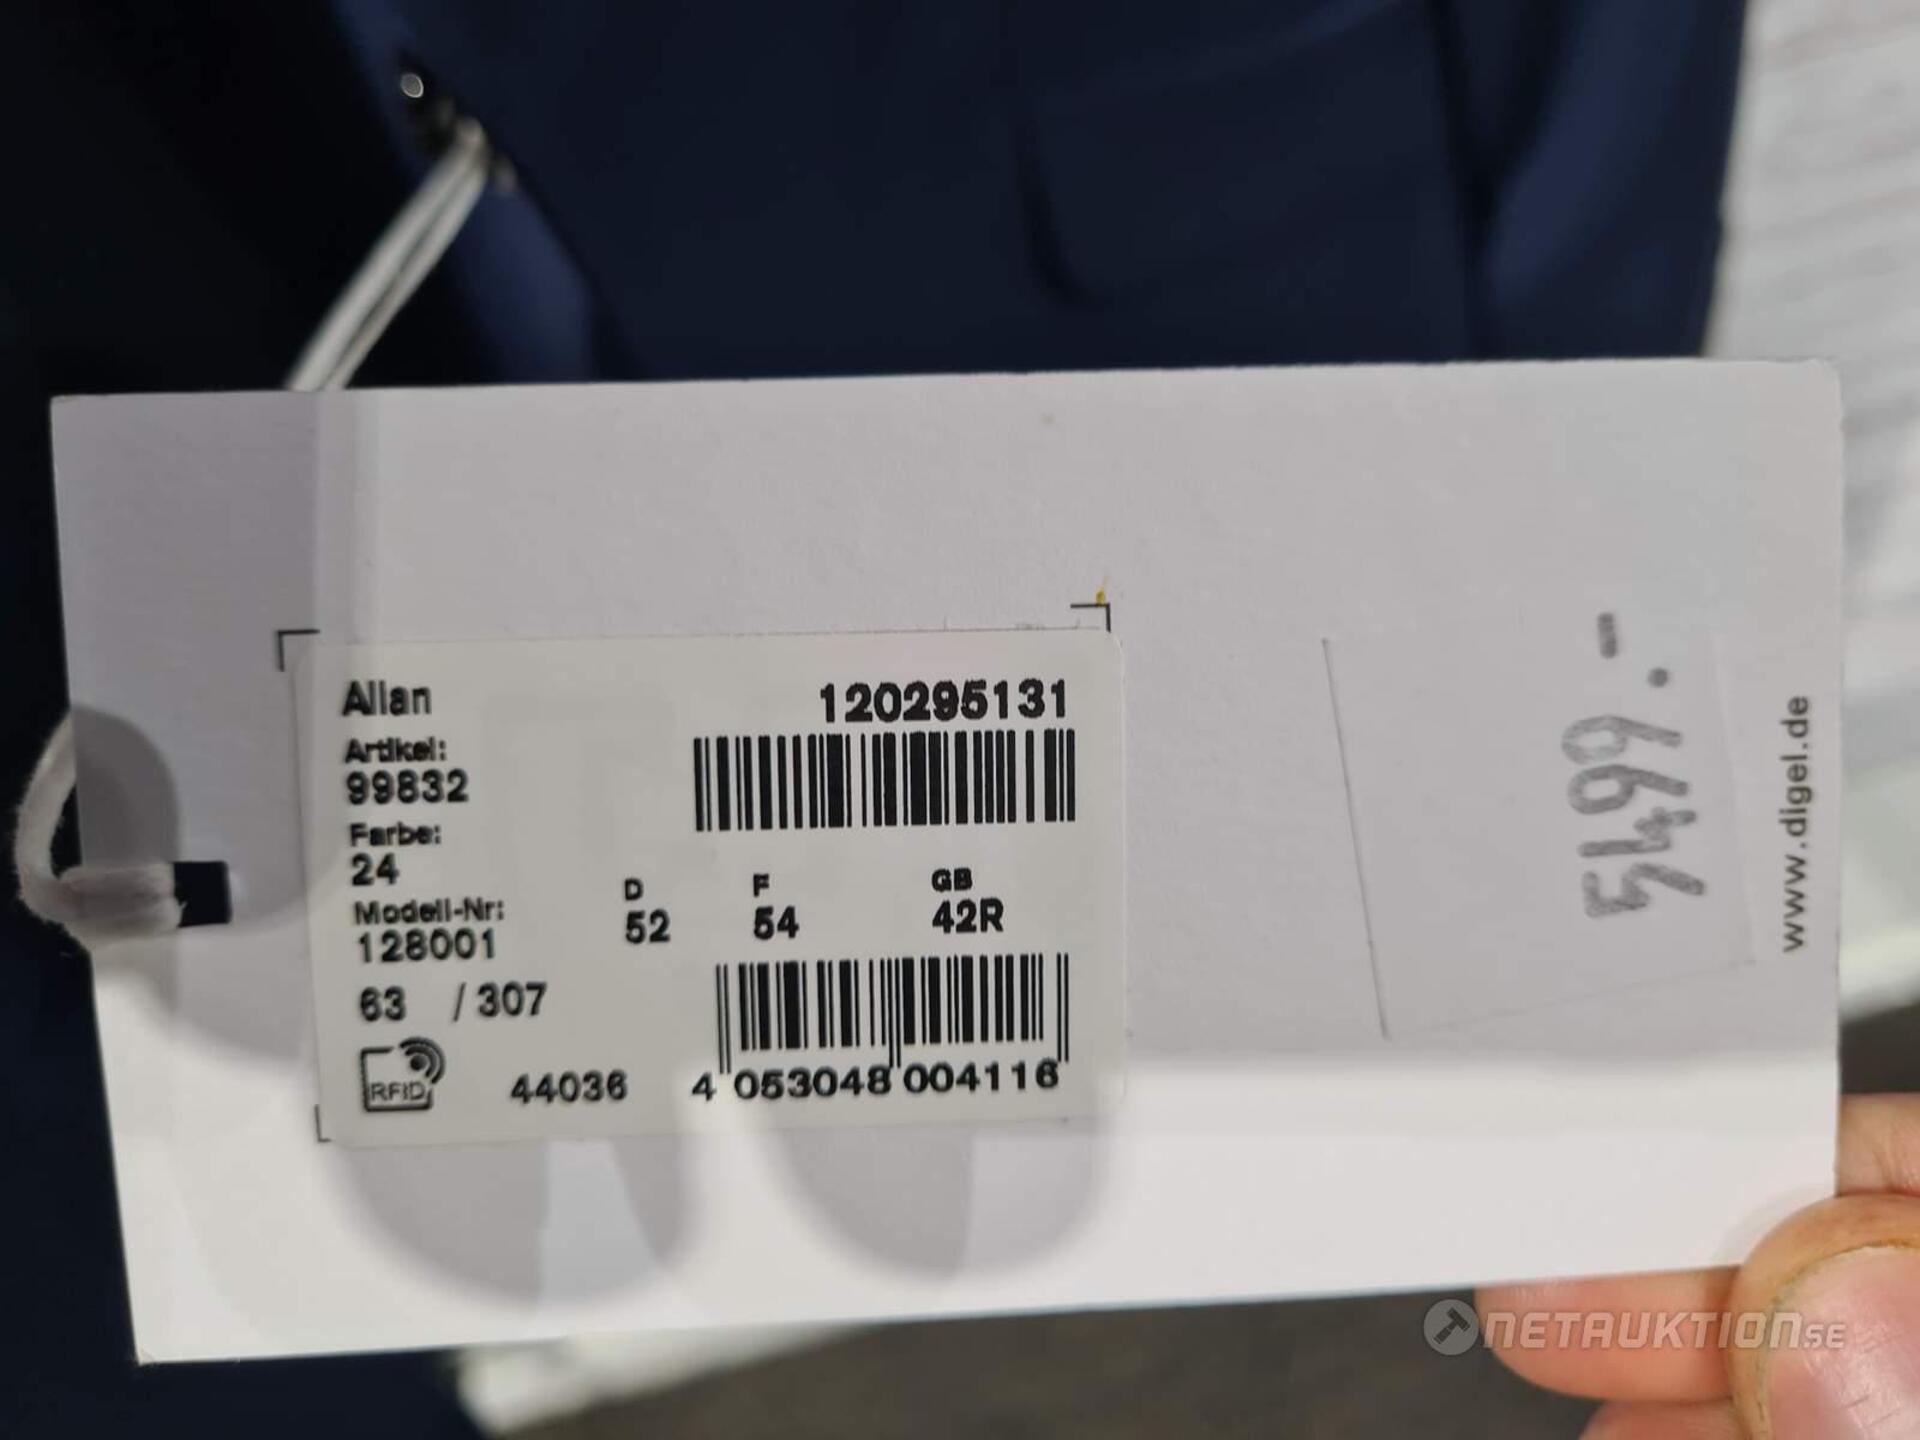 Allan
120295131
Artikel:
99832
Farbe:
24
Modell-Nr:
128001
D F GB
52 54 42R
63 / 307
RFID
44036
4 053048 004116
www.digel.de
NETAUKTION.SE